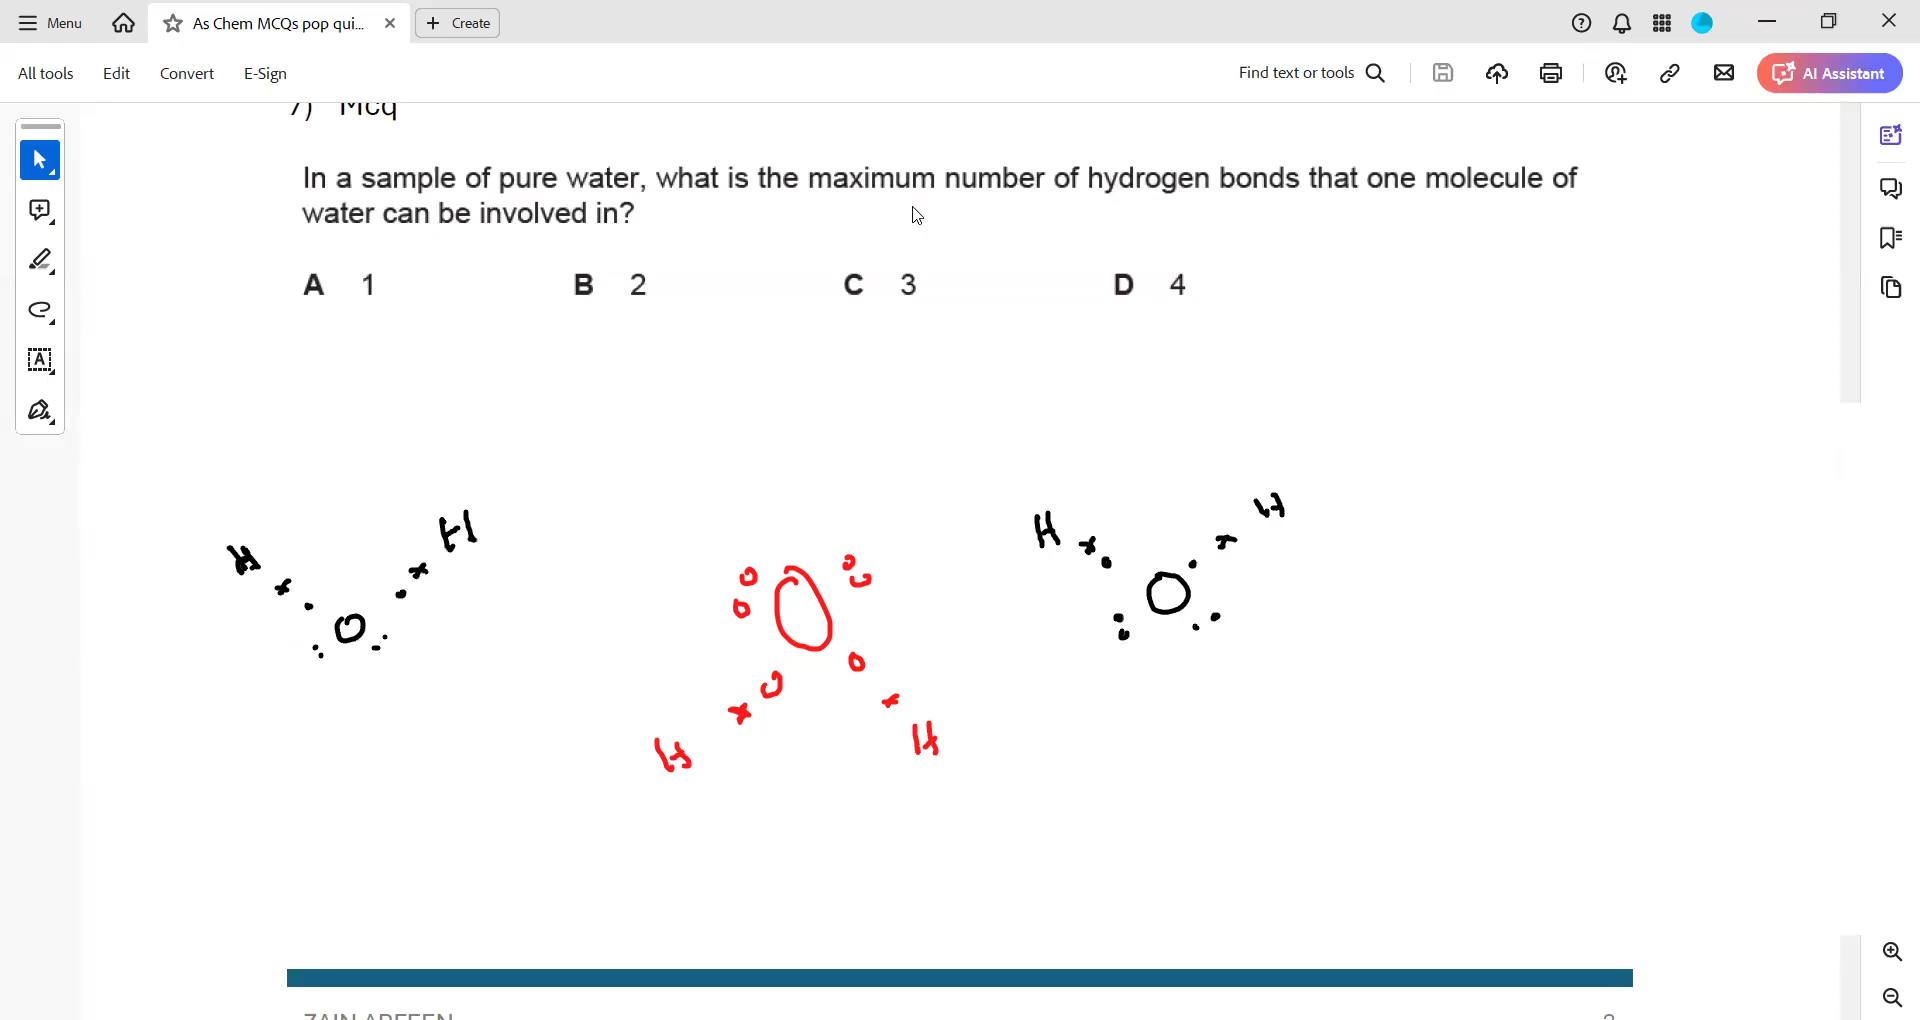 Menu
As Chem MCQs pop qui...
Create
All tools
Edit
Convert
E-Sign
Find text or tools
AI Assistant
7) Mcq
In a sample of pure water, what is the maximum number of hydrogen bonds that one molecule of
water can be involved in?
A 1 B 2 C 3 D 4
H H H H
O O O
H H
ZAIN ARFEEN